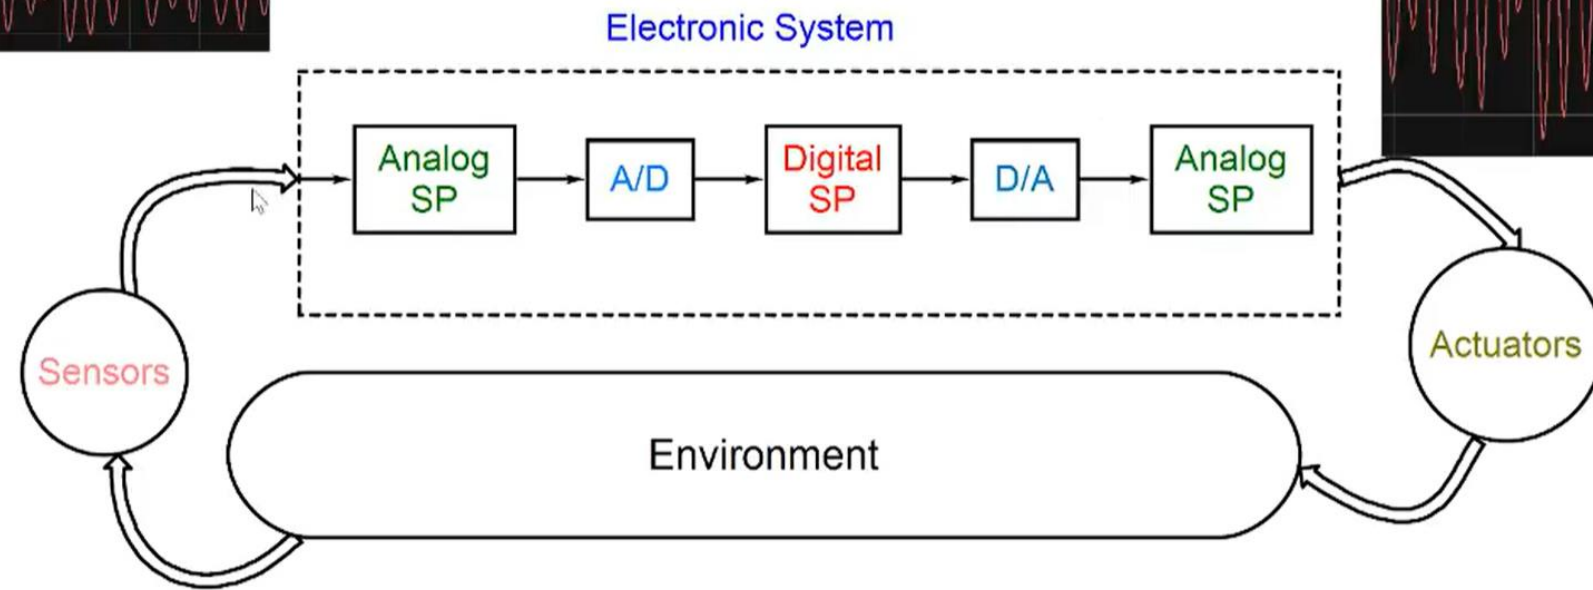 Electronic System
Analog
SP
A/D
Digital
SP
D/A
Analog
SP
Sensors
Actuators
Environment